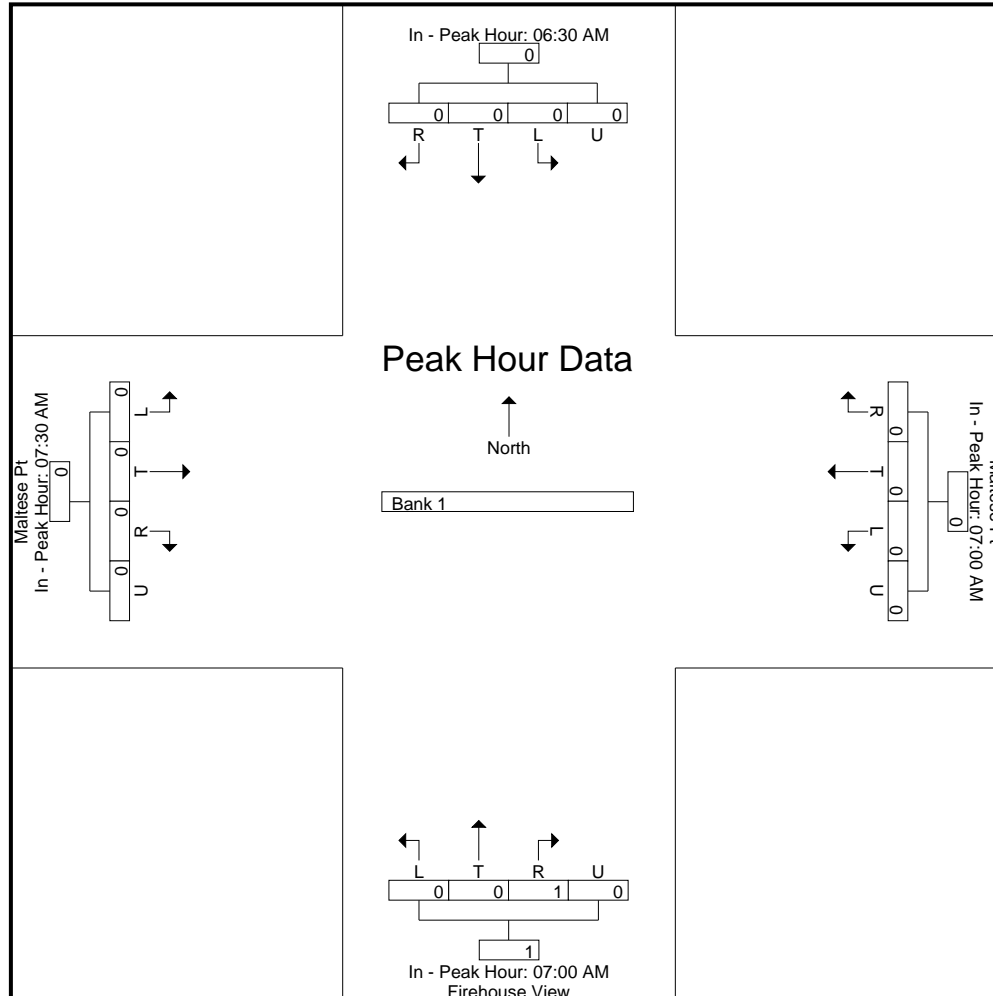 In - Peak Hour: 06:30 AM
0
0 0 0 0
R T L U
Peak Hour Data
North
Bank 1
Maltese Pt
In - Peak Hour: 07:30 AM
0
0 0 0 0
L T R U
R T L U
0 0 0 0
0
In - Peak Hour: 07:00 AM
L T R U
0 0 1 0
1
In - Peak Hour: 07:00 AM
Firehouse View